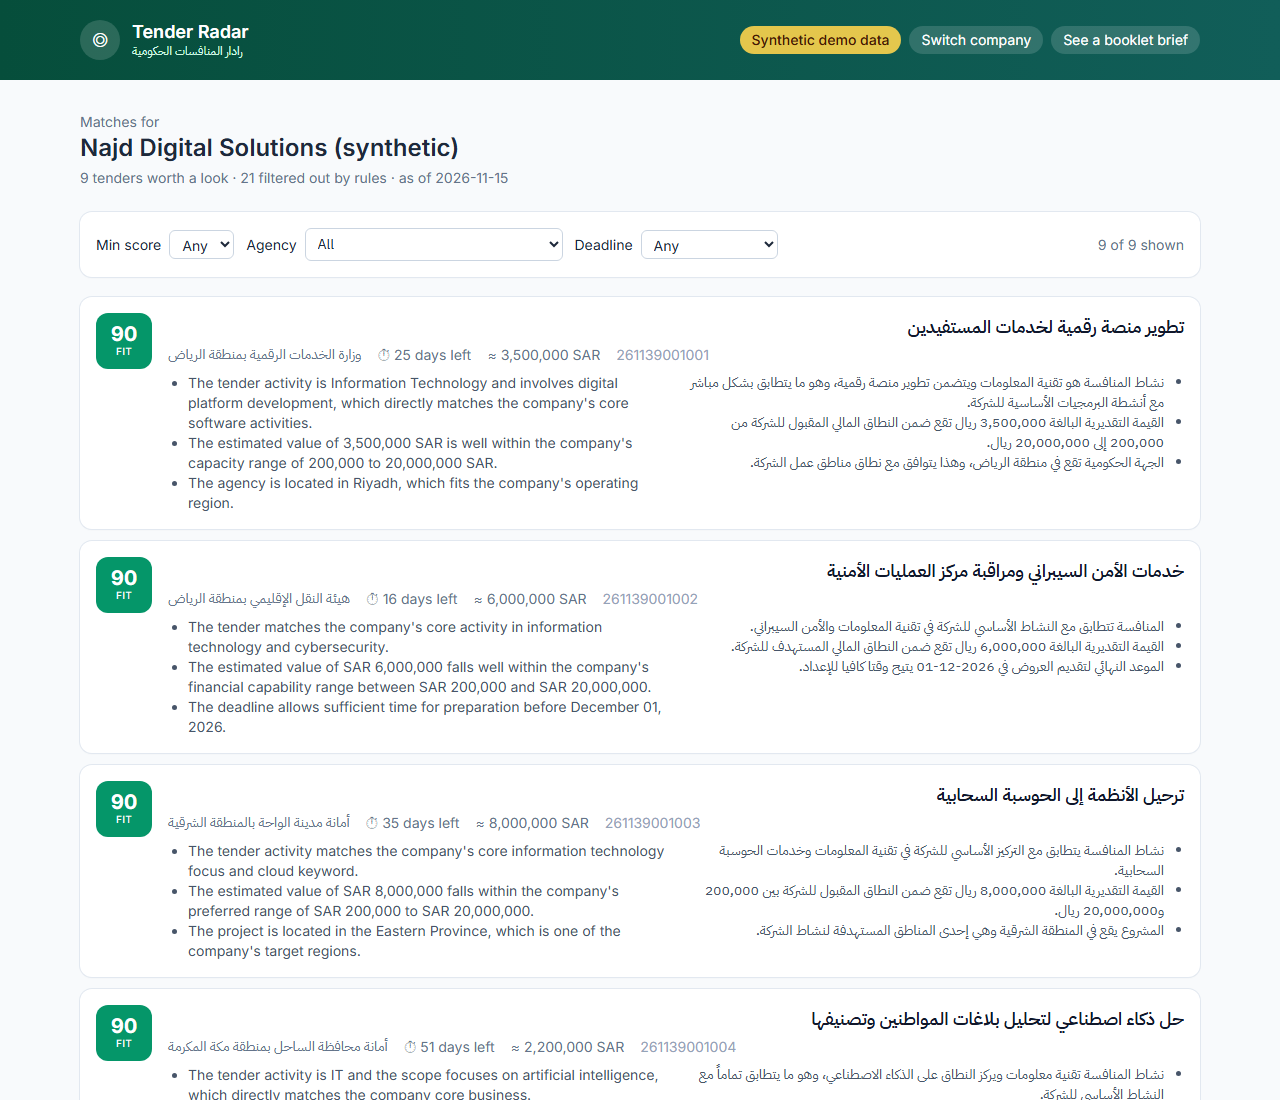 Tender Radar
رادار المنافسات الحكومية
Synthetic demo data
Switch company
See a booklet brief
Matches for
Najd Digital Solutions (synthetic)
9 tenders worth a look · 21 filtered out by rules · as of 2026-11-15
Min score Any Agency All Deadline Any 9 of 9 shown
90
FIT
تطوير منصة رقمية لخدمات المستفيدين
وزارة الخدمات الرقمية بمنطقة الرياض ⏱ 25 days left ≈ 3,500,000 SAR 261139001001
• The tender activity is Information Technology and involves digital
platform development, which directly matches the company's core
software activities.
• The estimated value of 3,500,000 SAR is well within the company's
capacity range of 200,000 to 20,000,000 SAR.
• The agency is located in Riyadh, which fits the company's operating
region.
• نشاط المنافسة هو تقنية المعلومات ويتضمن تطوير منصة رقمية، وهو ما يتطابق بشكل مباشر
مع أنشطة البرمجيات الأساسية للشركة.
• القيمة التقديرية البالغة 3,500,000 ريال تقع ضمن النطاق المالي المقبول للشركة من
200,000 إلى 20,000,000 ريال.
• الجهة الحكومية تقع في منطقة الرياض، وهذا يتوافق مع نطاق مناطق عمل الشركة.
90
FIT
خدمات الأمن السيبراني ومراقبة مركز العمليات الأمنية
هيئة النقل الإقليمي بمنطقة الرياض ⏱ 16 days left ≈ 6,000,000 SAR 261139001002
• The tender matches the company's core activity in information
technology and cybersecurity.
• The estimated value of SAR 6,000,000 falls well within the company's
financial capability range between SAR 200,000 and SAR 20,000,000.
• The deadline allows sufficient time for preparation before December 01,
2026.
• المنافسة تتطابق مع النشاط الأساسي للشركة في تقنية المعلومات والأمن السيبراني.
• القيمة التقديرية البالغة 6,000,000 ريال تقع ضمن النطاق المالي المستهدف للشركة.
• الموعد النهائي لتقديم العروض في 2026-12-01 يتيح وقتا كافيا للإعداد.
90
FIT
ترحيل الأنظمة إلى الحوسبة السحابية
أمانة مدينة الواحة بالمنطقة الشرقية ⏱ 35 days left ≈ 8,000,000 SAR 261139001003
• The tender activity matches the company's core information technology
focus and cloud keyword.
• The estimated value of SAR 8,000,000 falls within the company's
preferred range of SAR 200,000 to SAR 20,000,000.
• The project is located in the Eastern Province, which is one of the
company's target regions.
• نشاط المنافسة يتطابق مع التركيز الأساسي للشركة في تقنية المعلومات وخدمات الحوسبة
السحابية.
• القيمة التقديرية البالغة 8,000,000 ريال تقع ضمن النطاق المقبول للشركة بين 200,000
و20,000,000 ريال.
• المشروع يقع في المنطقة الشرقية وهي إحدى المناطق المستهدفة لنشاط الشركة.
90
FIT
حل ذكاء اصطناعي لتحليل بلاغات المواطنين وتصنيفها
أمانة محافظة الساحل بمنطقة مكة المكرمة ⏱ 51 days left ≈ 2,200,000 SAR 261139001004
• The tender activity is IT and the scope focuses on artificial intelligence,
which directly matches the company core business.
• نشاط المنافسة تقنية معلومات ويركز النطاق على الذكاء الاصطناعي، وهو ما يتطابق تماماً مع
النشاط الأساسي للشركة.